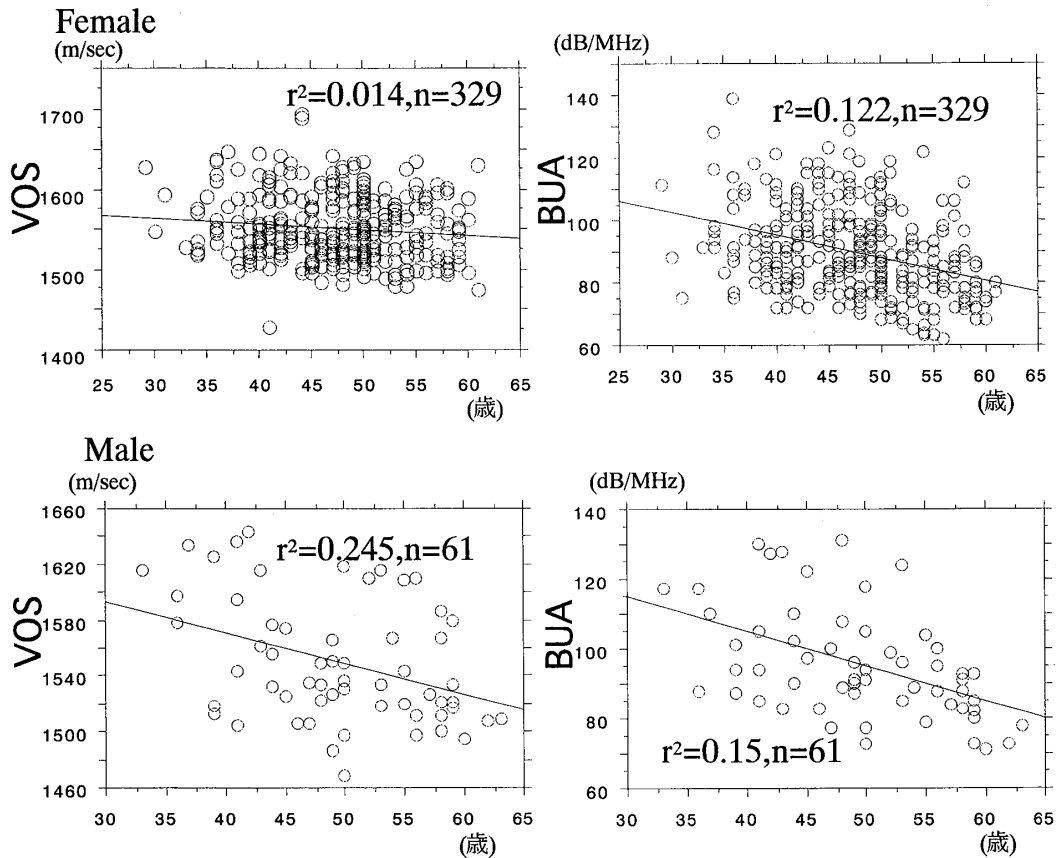 Female
(m/sec)
(dB/MHz)
r²=0.014,n=329
r²=0.122,n=329
VOS
BUA
1700
1600
1500
1400
140
120
100
80
60
25 30 35 40 45 50 55 60 65
25 30 35 40 45 50 55 60 65
(歳)
(歳)
Male
(m/sec)
(dB/MHz)
r²=0.245,n=61
r²=0.15,n=61
VOS
BUA
1660
1620
1580
1540
1500
1460
140
120
100
80
60
30 35 40 45 50 55 60 65
30 35 40 45 50 55 60 65
(歳)
(歳)